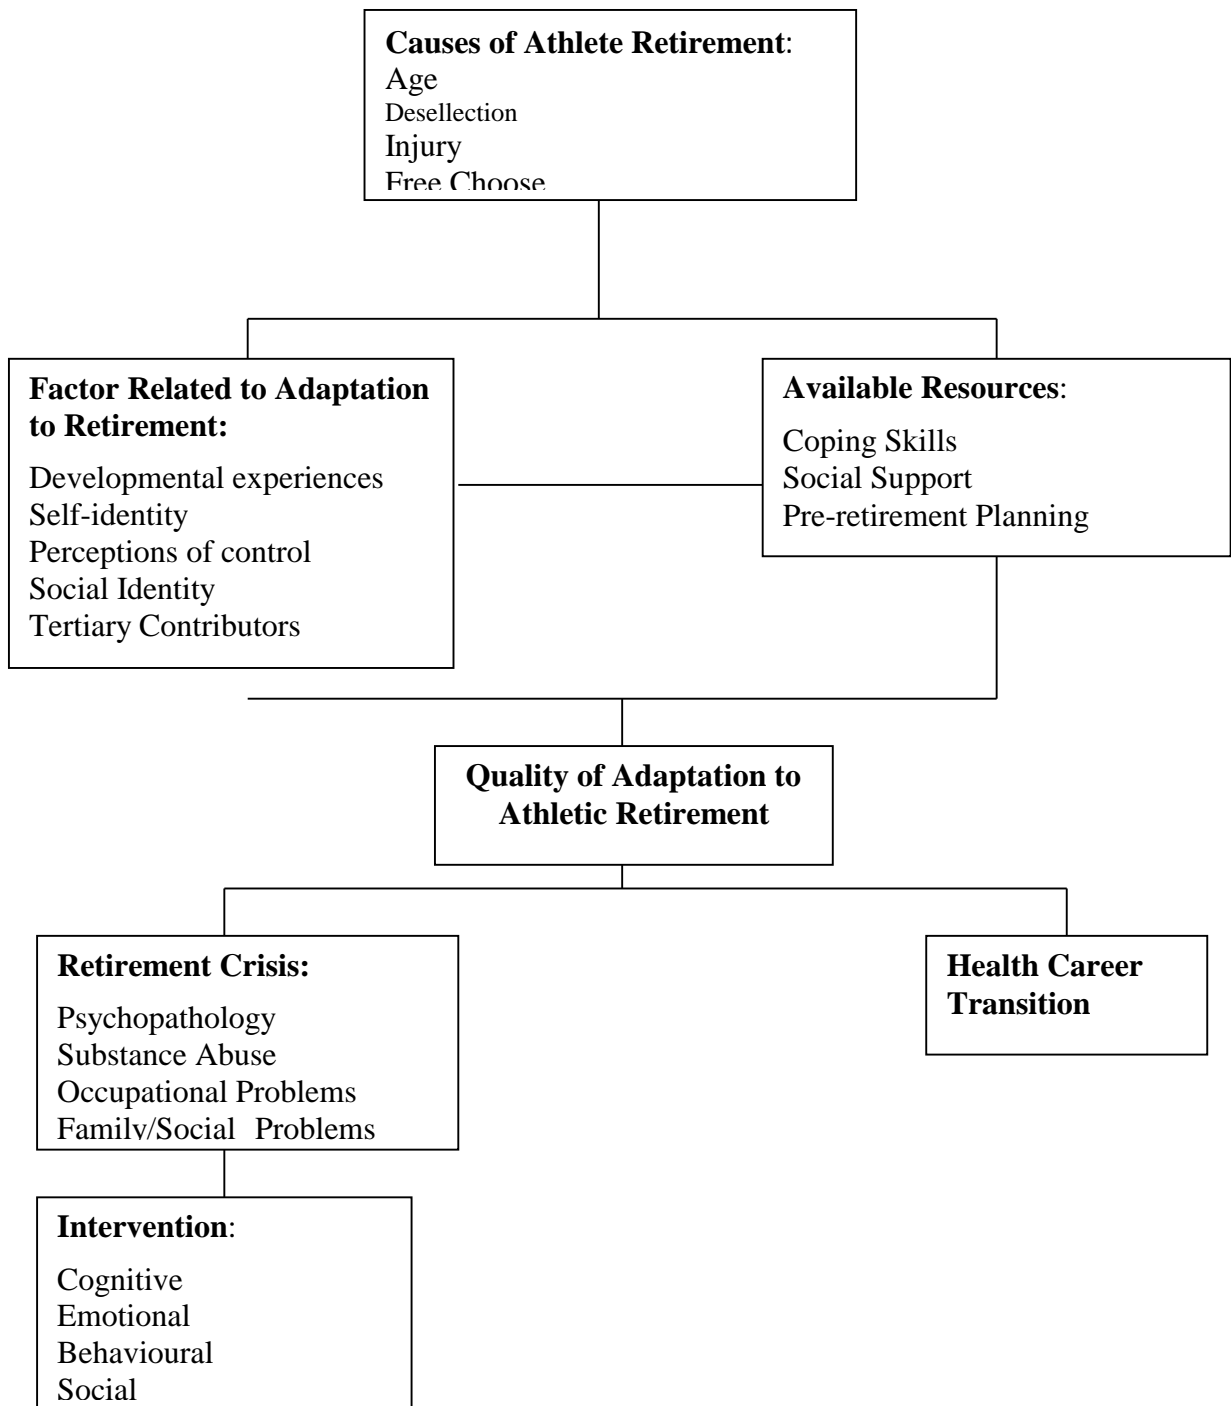 Causes of Athlete Retirement:
Age
Desellection
Injury
Free Choose
Factor Related to Adaptation
to Retirement:
Developmental experiences
Self-identity
Perceptions of control
Social Identity
Tertiary Contributors
Available Resources:
Coping Skills
Social Support
Pre-retirement Planning
Quality of Adaptation to
Athletic Retirement
Retirement Crisis:
Psychopathology
Substance Abuse
Occupational Problems
Family/Social Problems
Health Career
Transition
Intervention:
Cognitive
Emotional
Behavioural
Social